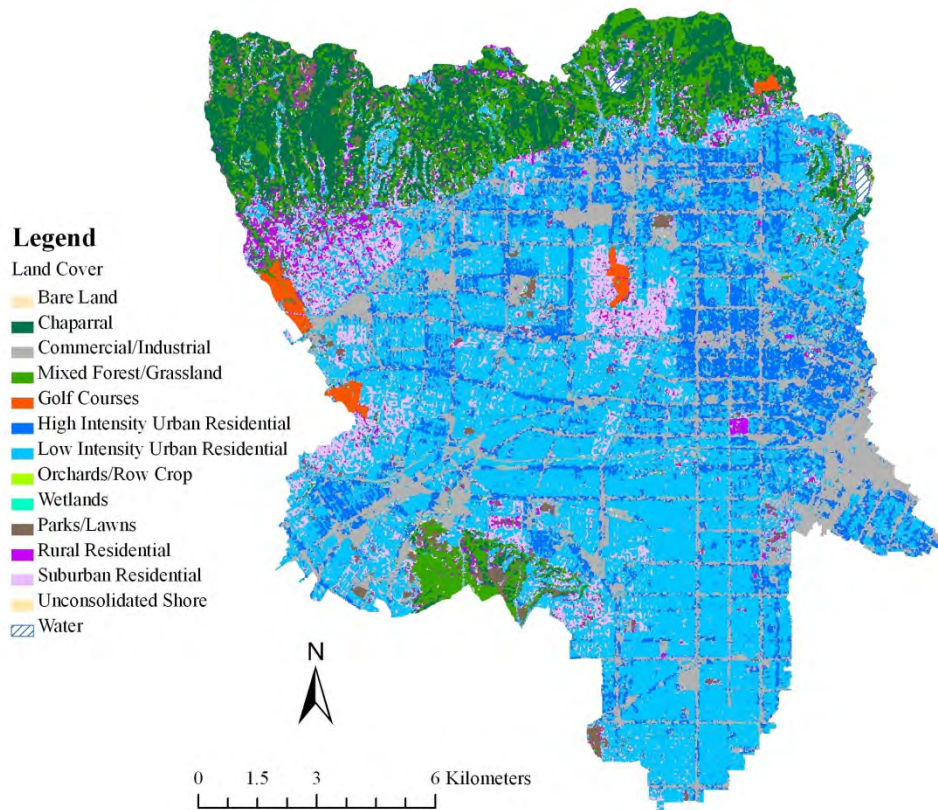 Legend
Land Cover
Bare Land
Chaparral
Commercial/Industrial
Mixed Forest/Grassland
Golf Courses
High Intensity Urban Residential
Low Intensity Urban Residential
Orchards/Row Crop
Wetlands
Parks/Lawns
Rural Residential
Suburban Residential
Unconsolidated Shore
Water
N
0 1.5 3 6 Kilometers